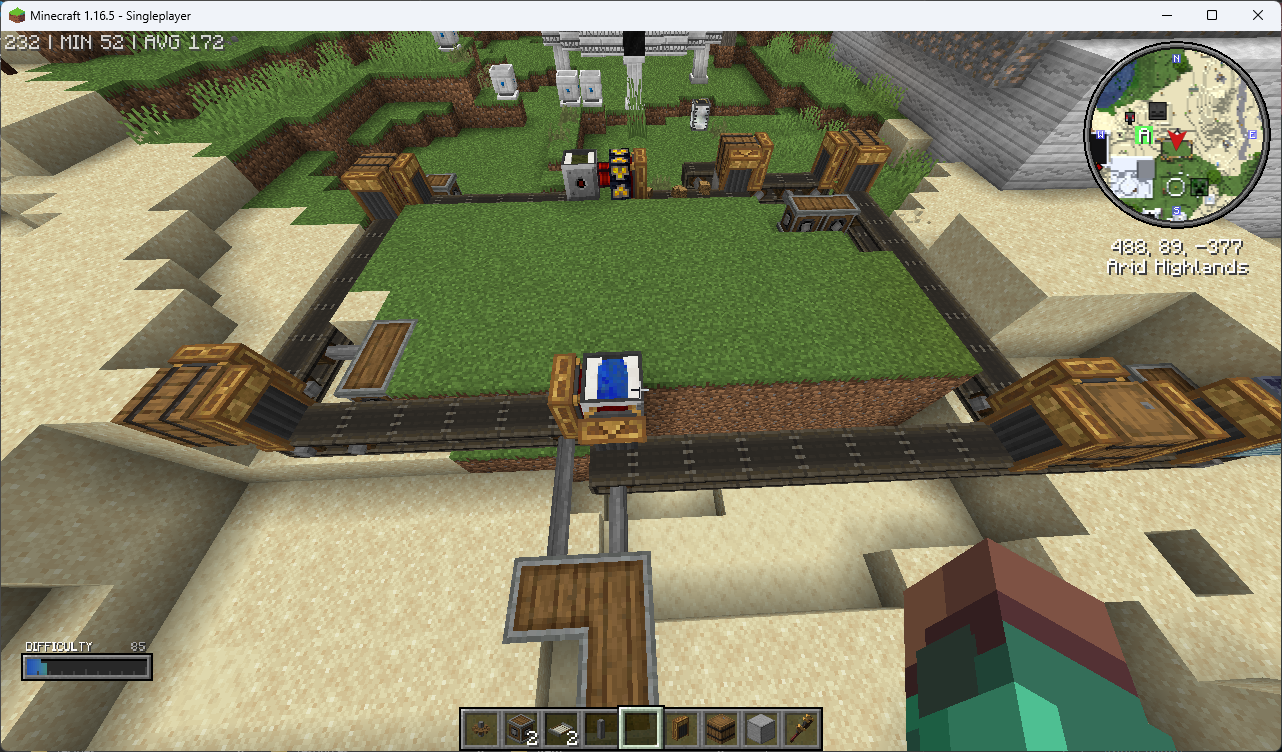 Minecraft 1.16.5 - Singleplayer
232 | MIN 52 | AVG 172
N
W
E
S
488, 89, -377
Arid Highlands
DIFFICULTY 85
2 2